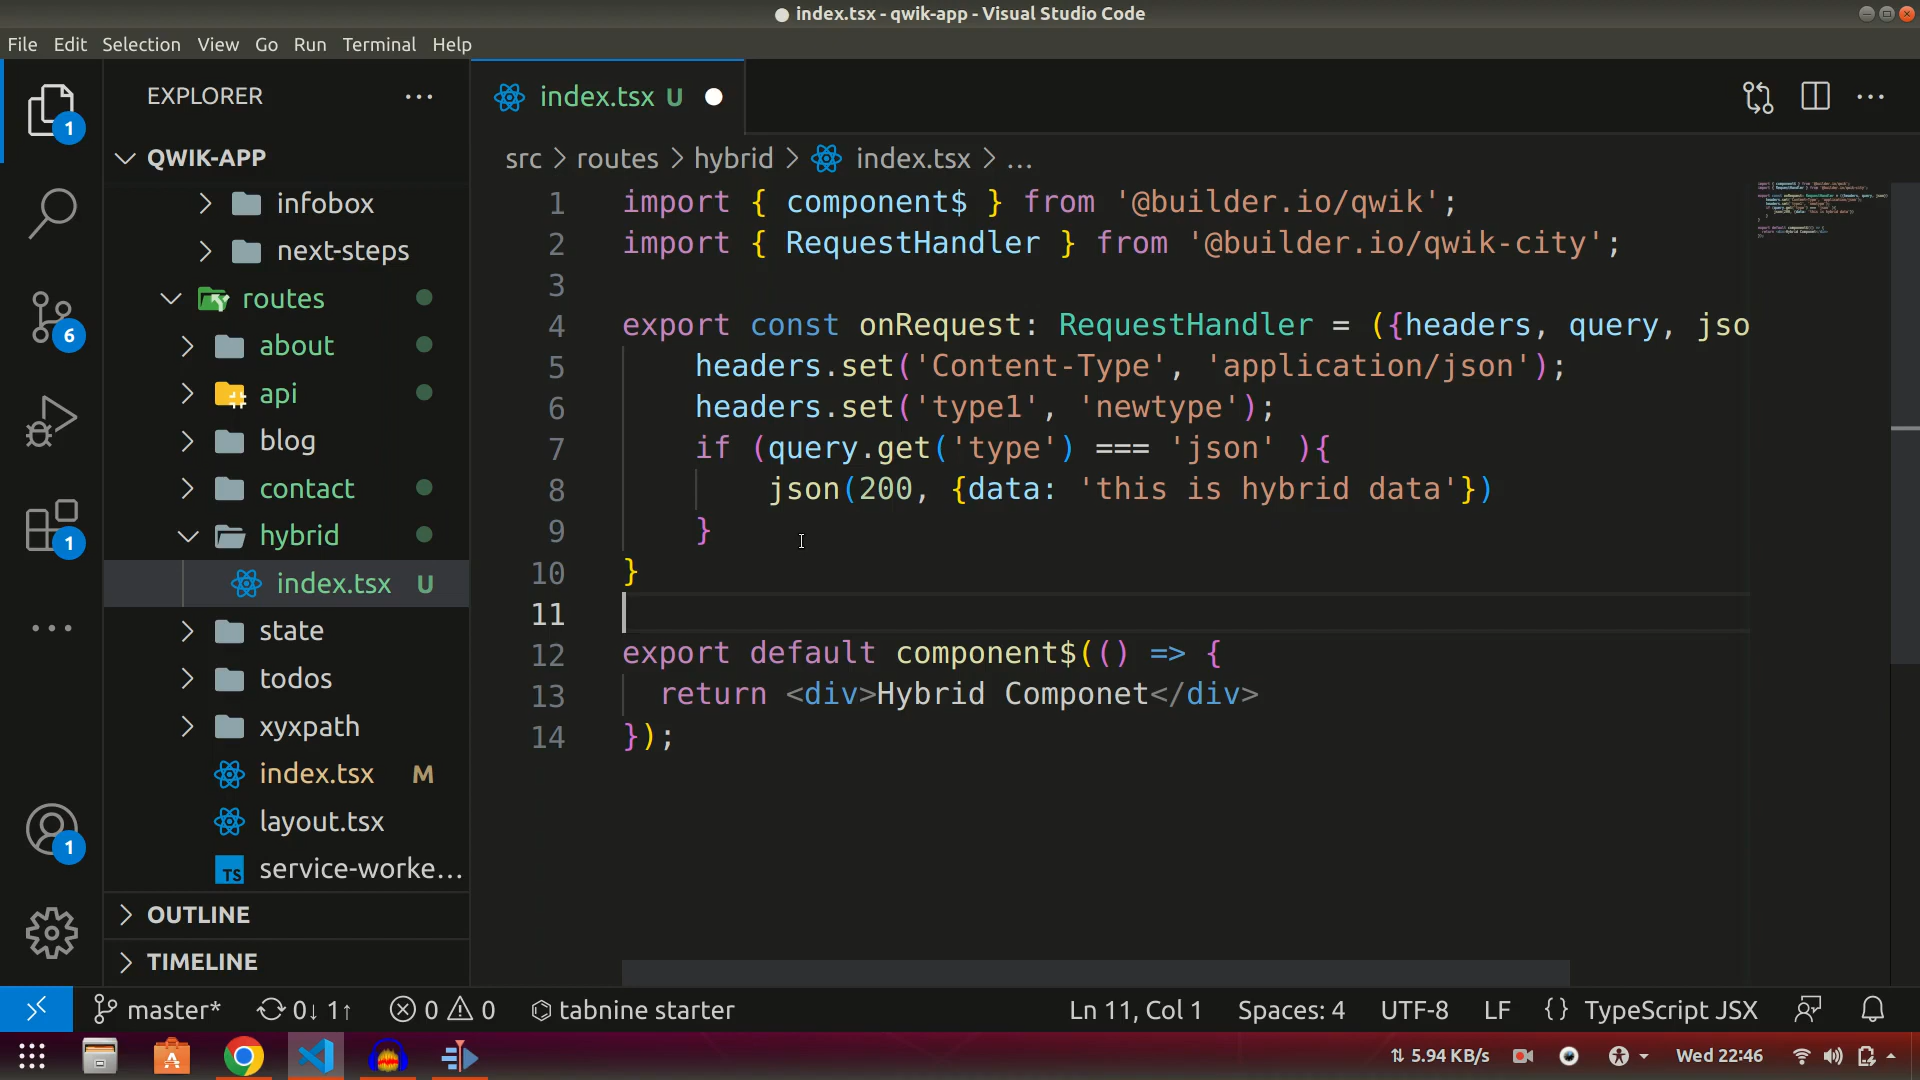 index.tsx - qwik-app - Visual Studio Code
File Edit Selection View Go Run Terminal Help
EXPLORER
QWIK-APP
infobox
next-steps
routes
about
api
blog
contact
hybrid
index.tsx U
state
todos
xyxpath
index.tsx M
layout.tsx
service-worke...
OUTLINE
TIMELINE
1
6
1
1
index.tsx U
src > routes > hybrid > index.tsx > ...
1 import { component$ } from '@builder.io/qwik';
2 import { RequestHandler } from '@builder.io/qwik-city';
3
4 export const onRequest: RequestHandler = ({headers, query, jso
5 headers.set('Content-Type', 'application/json');
6 headers.set('type1', 'newtype');
7 if (query.get('type') === 'json' ){
8 json(200, {data: 'this is hybrid data'})
9 }
10 }
11
12 export default component$(() => {
13 return <div>Hybrid Componet</div>
14 });
master* 0↓ 1↑ 0 0 tabnine starter Ln 11, Col 1 Spaces: 4 UTF-8 LF {} TypeScript JSX
5.94 KB/s Wed 22:46